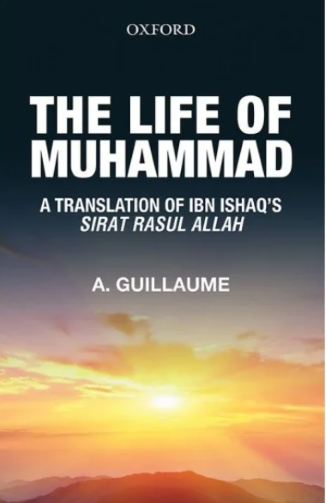 OXFORD
THE LIFE OF
MUHAMMAD
A TRANSLATION OF IBN ISHAQ'S
SIRAT RASUL ALLAH
A. GUILLAUME